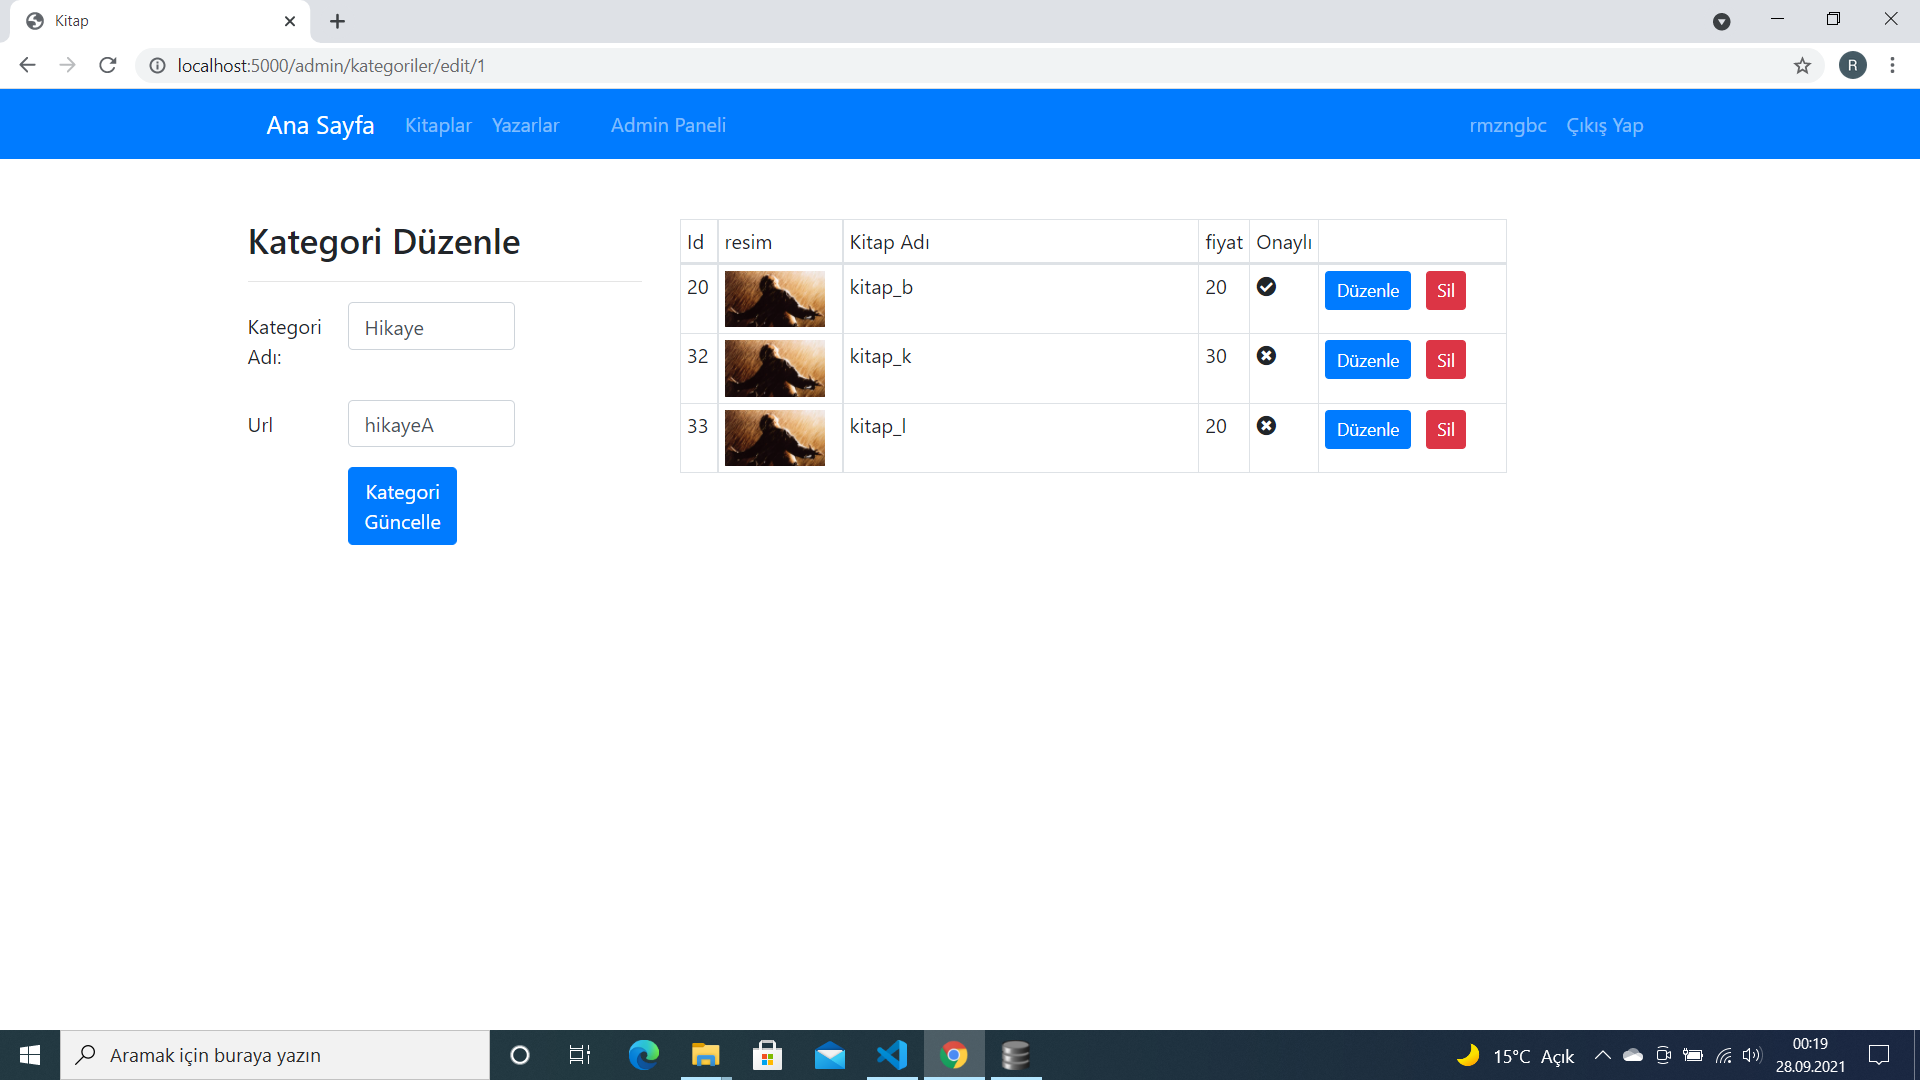 Kitap
localhost:5000/admin/kategoriler/edit/1
R
Ana Sayfa Kitaplar Yazarlar Admin Paneli rmzngbc Çıkış Yap
Kategori Düzenle
Kategori
Adı:
Hikaye
Url
hikayeA
Kategori
Güncelle
Id resim Kitap Adı fiyat Onaylı
20 kitap_b 20 Düzenle Sil
32 kitap_k 30 Düzenle Sil
33 kitap_l 20 Düzenle Sil
Aramak için buraya yazın
15°C Açık
00:19
28.09.2021